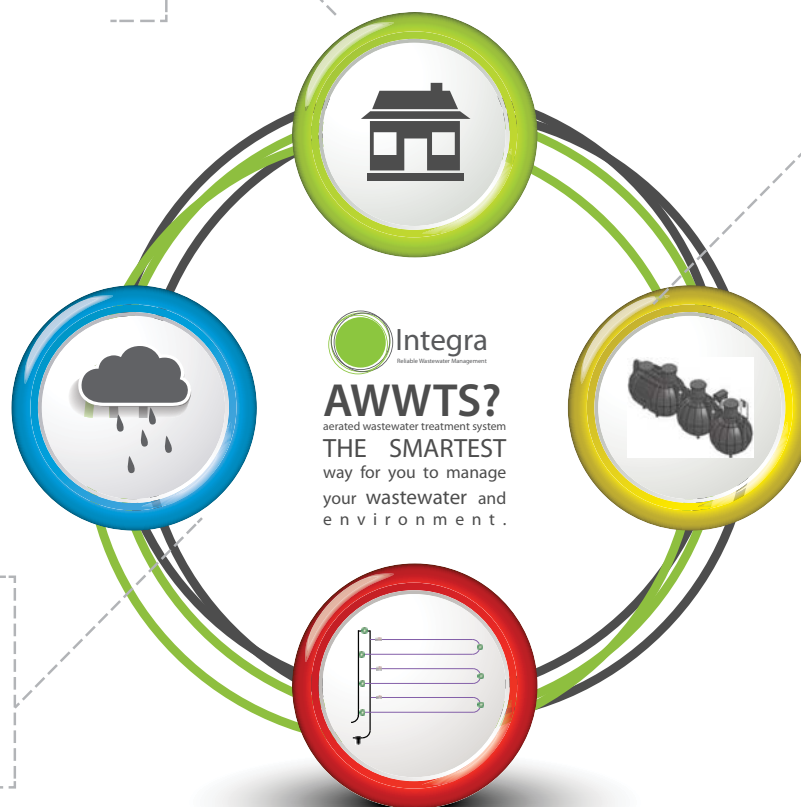 Integra
Reliable Wastewater Management
AWWTS?
aerated wastewater treatment system
THE SMARTEST
way for you to manage
your wastewater and
environment.